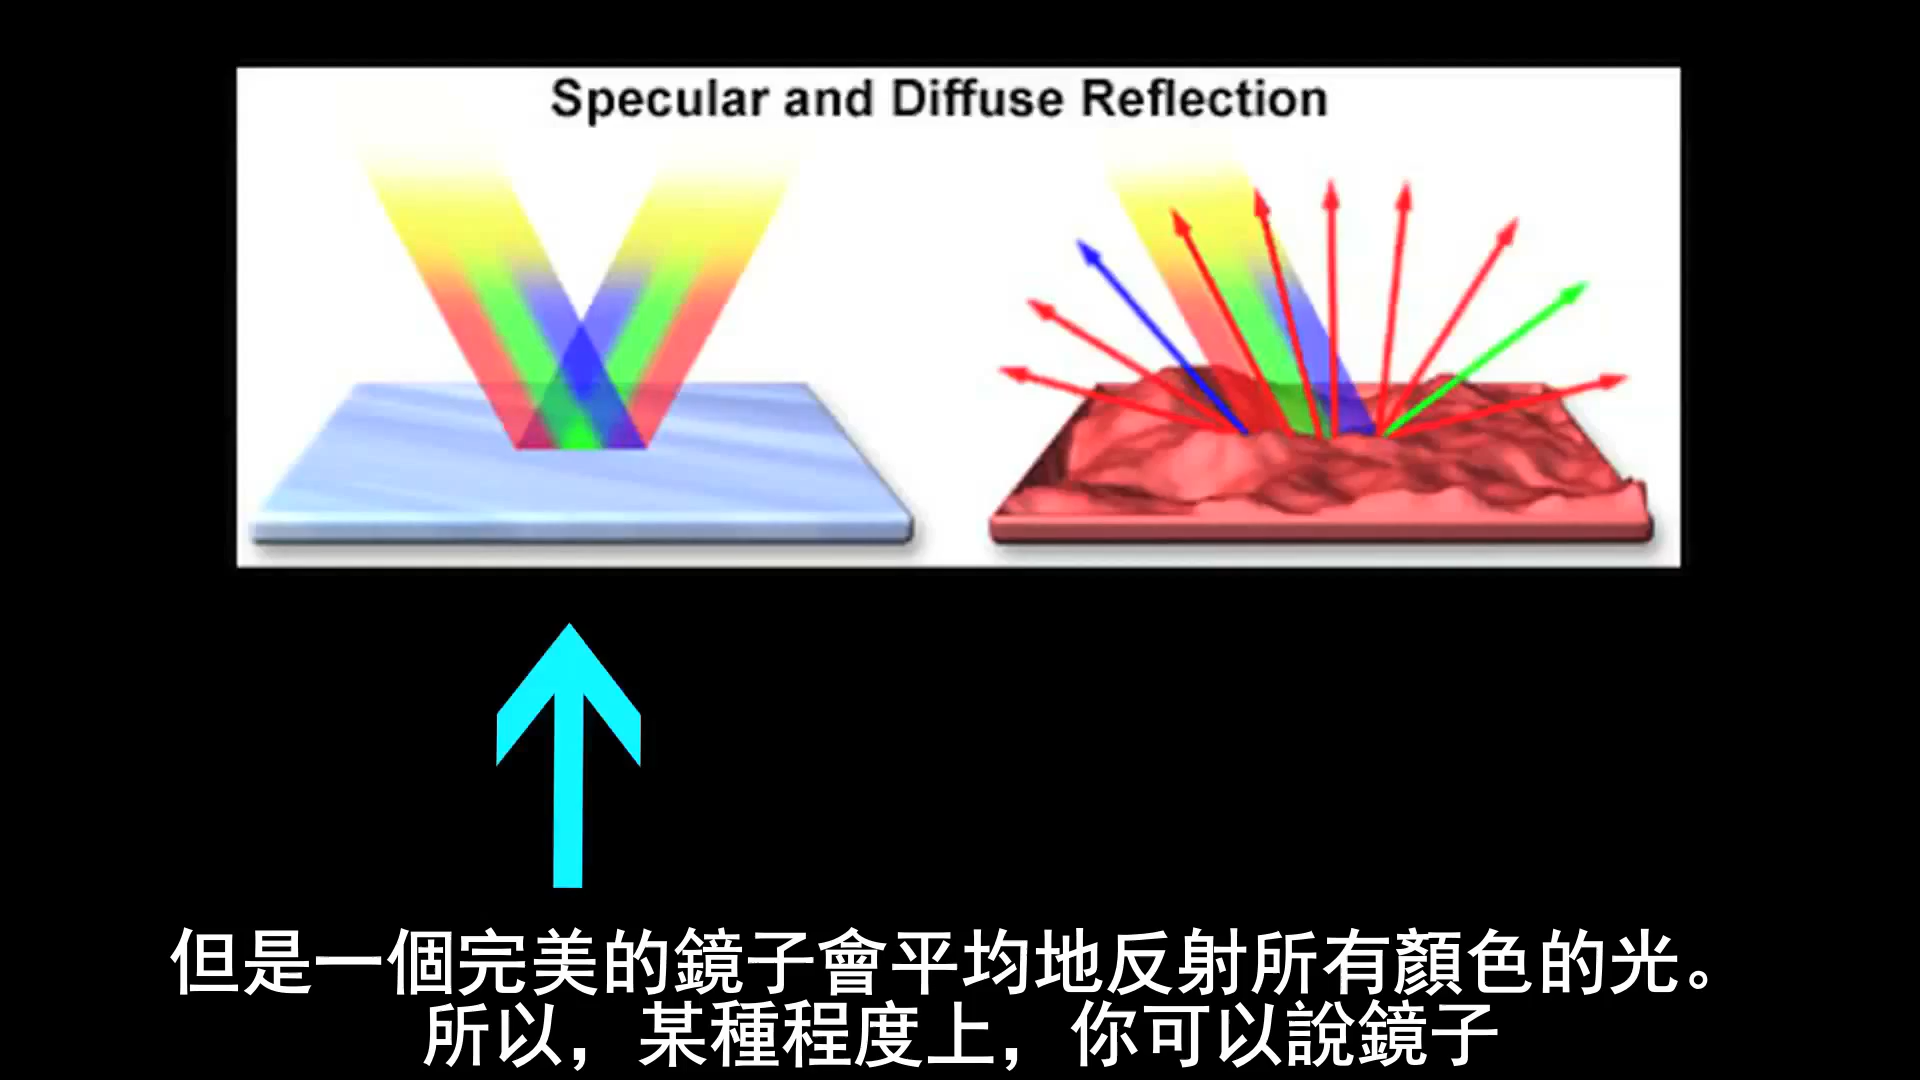 Specular and Diffuse Reflection
但是一個完美的鏡子會平均地反射所有顏色的光。
所以，某種程度上，你可以說鏡子